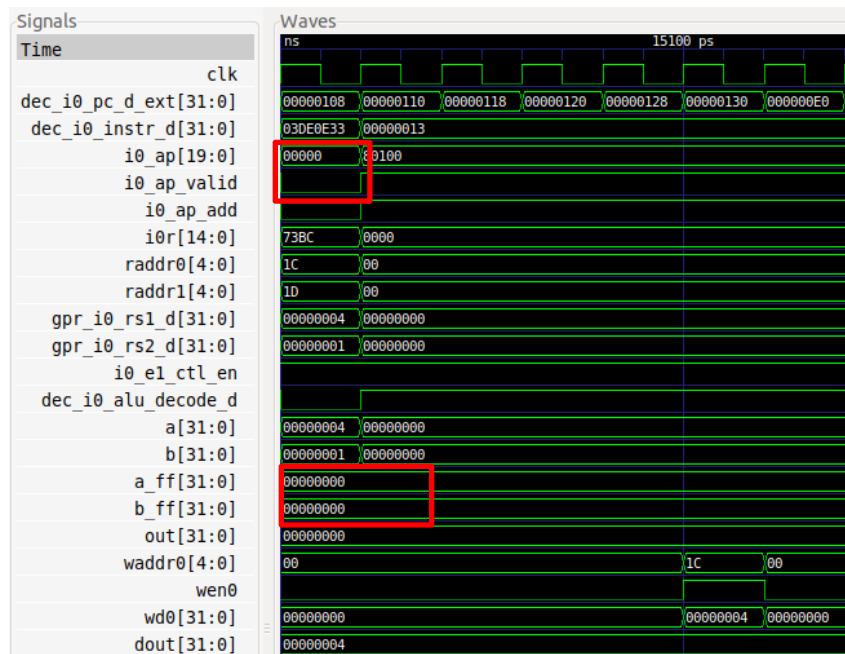 Signals Waves
Time ns 15100 ps
clk
dec_i0_pc_d_ext[31:0] 00000108 00000110 00000118 00000120 00000128 00000130 000000E0
dec_i0_instr_d[31:0] 03DE0E33 00000013
i0_ap[19:0] 00000 80100
i0_ap_valid
i0_ap_add
i0r[14:0] 73BC 0000
raddr0[4:0] 1C 00
raddr1[4:0] 1D 00
gpr_i0_rs1_d[31:0] 00000004 00000000
gpr_i0_rs2_d[31:0] 00000001 00000000
i0_e1_ctl_en
dec_i0_alu_decode_d
a[31:0] 00000004 00000000
b[31:0] 00000001 00000000
a_ff[31:0] 00000000
b_ff[31:0] 00000000
out[31:0] 00000000
waddr0[4:0] 00 1C 00
wen0
wd0[31:0] 00000000 00000004 00000000
dout[31:0] 00000004